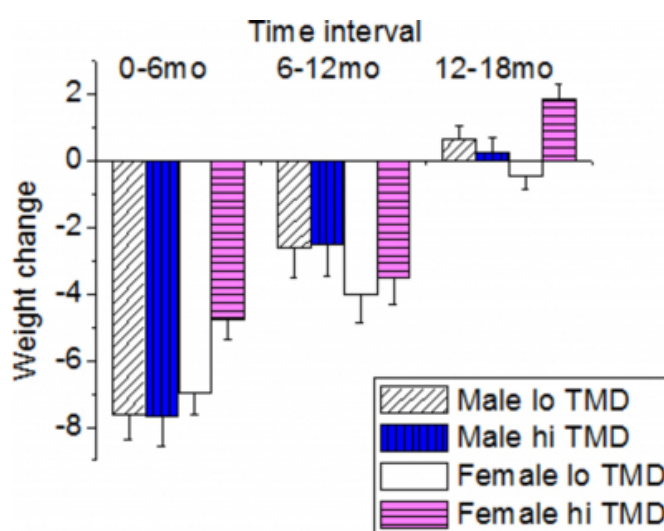 Time interval
0-6mo 6-12mo 12-18mo
2
0
-2
-4
-6
-8
Weight change
Male lo TMD
Male hi TMD
Female lo TMD
Female hi TMD